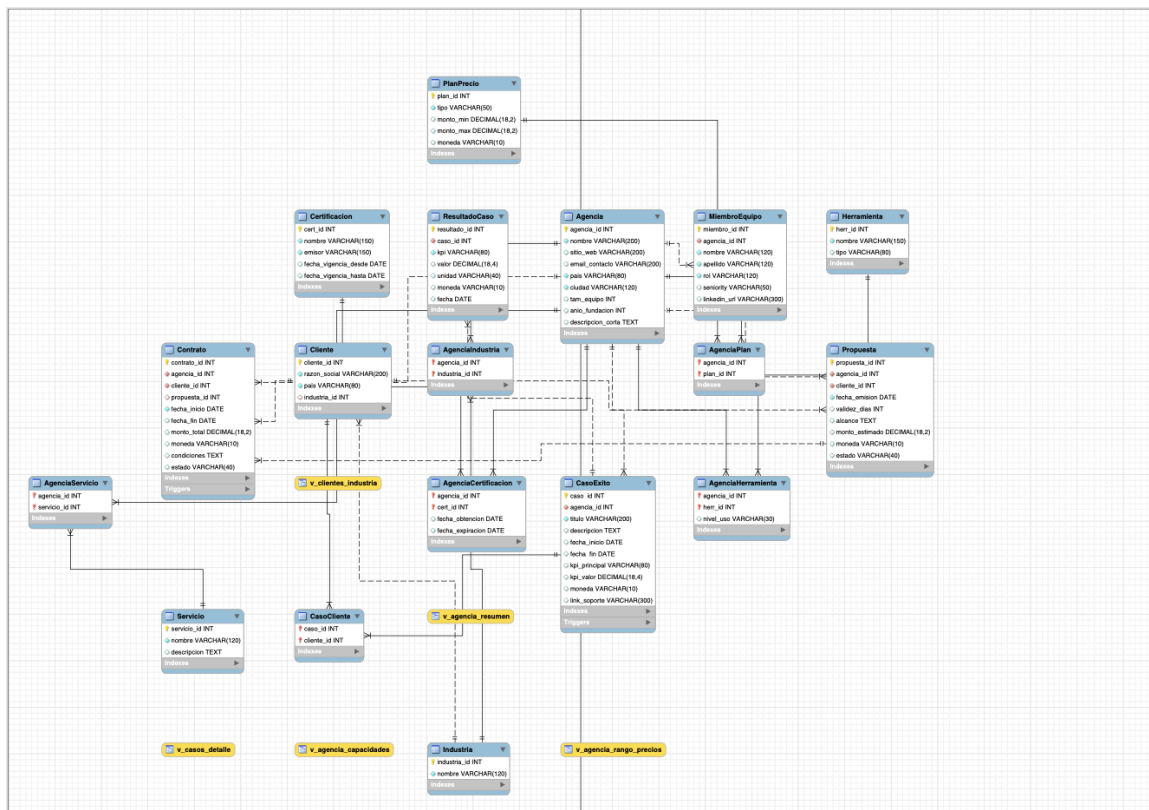 PlanPrecio
plan_id INT
tipo VARCHAR(50)
monto_min DECIMAL(18,2)
monto_max DECIMAL(18,2)
moneda VARCHAR(10)
Indexes
Certificacion
cert_id INT
nombre VARCHAR(150)
emisor VARCHAR(150)
fecha_vigencia_desde DATE
fecha_vigencia_hasta DATE
Indexes
ResultadoCaso
resultado_id INT
caso_id INT
kpi VARCHAR(80)
valor DECIMAL(18,4)
unidad VARCHAR(40)
moneda VARCHAR(10)
fecha DATE
Indexes
Agencia
agencia_id INT
nombre VARCHAR(200)
sitio_web VARCHAR(200)
email_contacto VARCHAR(200)
pais VARCHAR(80)
ciudad VARCHAR(120)
tam_equipo INT
anio_fundacion INT
descripcion_corta TEXT
Indexes
MiembroEquipo
miembro_id INT
agencia_id INT
nombre VARCHAR(120)
apellido VARCHAR(120)
rol VARCHAR(120)
seniority VARCHAR(50)
linkedin_url VARCHAR(300)
Indexes
Herramienta
herr_id INT
nombre VARCHAR(150)
tipo VARCHAR(80)
Indexes
Contrato
contrato_id INT
agencia_id INT
cliente_id INT
propuesta_id INT
fecha_inicio DATE
fecha_fin DATE
monto_total DECIMAL(18,2)
moneda VARCHAR(10)
condiciones TEXT
estado VARCHAR(40)
Indexes
Triggers
Cliente
cliente_id INT
razon_social VARCHAR(200)
pais VARCHAR(80)
industria_id INT
Indexes
AgenciaIndustria
agencia_id INT
industria_id INT
Indexes
AgenciaPlan
agencia_id INT
plan_id INT
Indexes
Propuesta
propuesta_id INT
agencia_id INT
cliente_id INT
fecha_emision DATE
validez_dias INT
alcance TEXT
monto_estimado DECIMAL(18,2)
moneda VARCHAR(10)
estado VARCHAR(40)
Indexes
AgenciaServicio
agencia_id INT
servicio_id INT
Indexes
v_clientes_industria
AgenciaCertificacion
agencia_id INT
cert_id INT
fecha_obtencion DATE
fecha_expiracion DATE
Indexes
CasoExito
caso_id INT
agencia_id INT
titulo VARCHAR(200)
descripcion TEXT
fecha_inicio DATE
fecha_fin DATE
kpi_principal VARCHAR(80)
kpi_valor DECIMAL(18,4)
moneda VARCHAR(10)
link_soporte VARCHAR(300)
Indexes
Triggers
AgenciaHerramienta
agencia_id INT
herr_id INT
nivel_uso VARCHAR(30)
Indexes
Servicio
servicio_id INT
nombre VARCHAR(120)
descripcion TEXT
Indexes
CasoCliente
caso_id INT
cliente_id INT
Indexes
v_agencia_resumen
v_casos_detalle
v_agencia_capacidades
Industria
industria_id INT
nombre VARCHAR(120)
Indexes
v_agencia_rango_precios